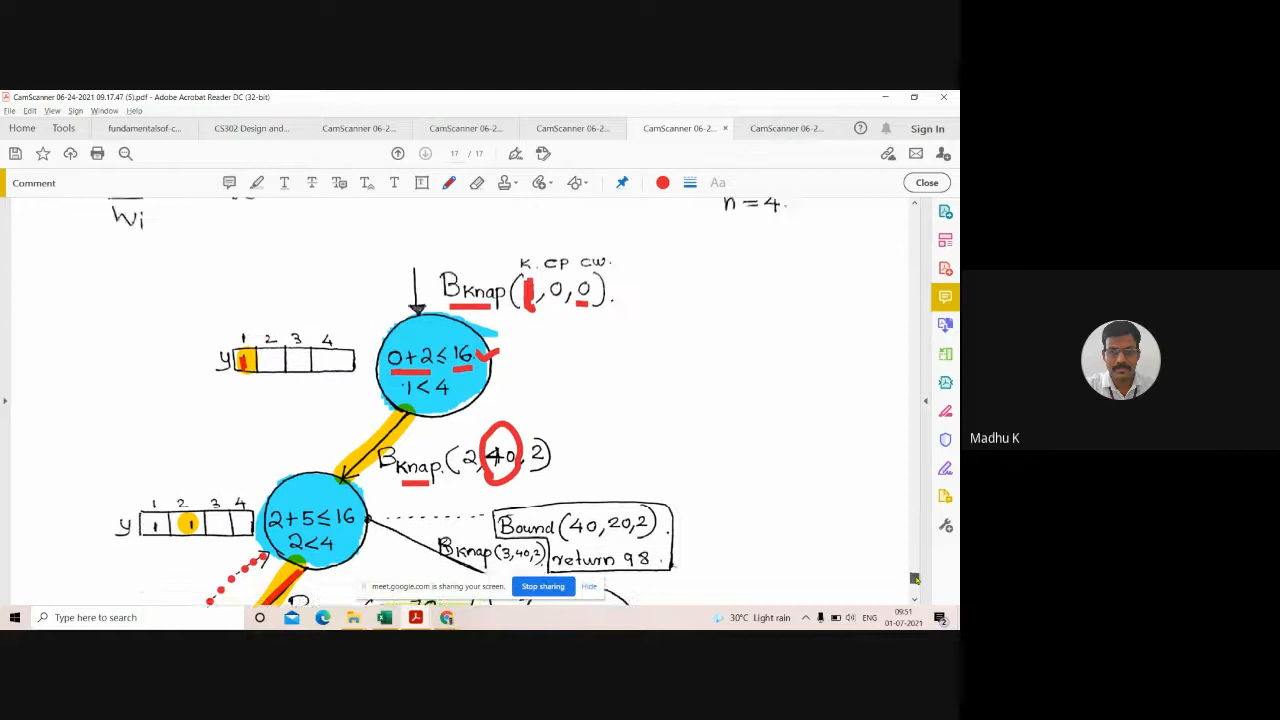 CamScanner 06-24-2021 09.17.47 (5).pdf - Adobe Acrobat Reader DC (32-bit)
File Edit View Sign Window Help
Home Tools fundamentalsof-c... CS302 Design and... CamScanner 06-2... CamScanner 06-2... CamScanner 06-2... CamScanner 06-2... × CamScanner 06-2... Sign In
17 / 17
Comment Aa Close
Wi
n = 4.
K. CP CW.
BKnap (1, 0, 0).
1 2 3 4
y 1
0+2 ≤ 16
1 < 4
BKnap. (2, 40, 2)
1 2 3 4
y 1 1
2+5 ≤ 16
2 < 4
Bound (40, 20, 2).
BKnap (3, 40, 2)
return 98.
meet.google.com is sharing your screen. Stop sharing Hide
Madhu K
Type here to search
30°C Light rain
ENG
09:51
01-07-2021
2